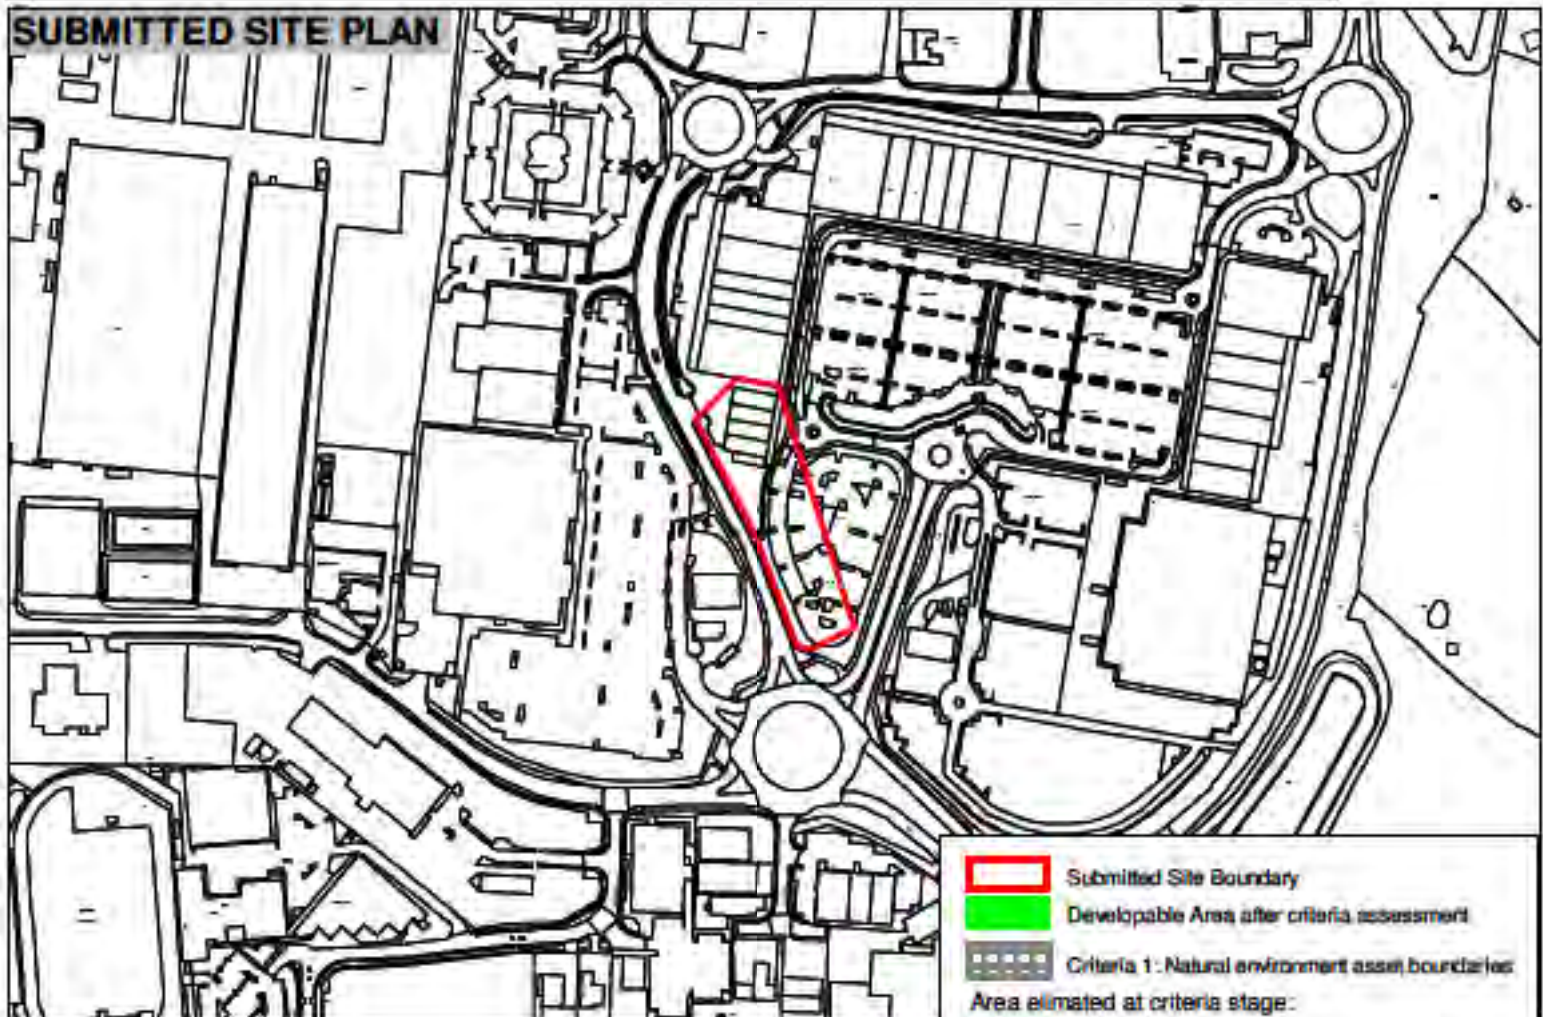 SUBMITTED SITE PLAN
Submitted Site Boundary
Developable Area after criteria assessment
Criteria 1: Natural environment asset boundaries
Area elimated at criteria stage: